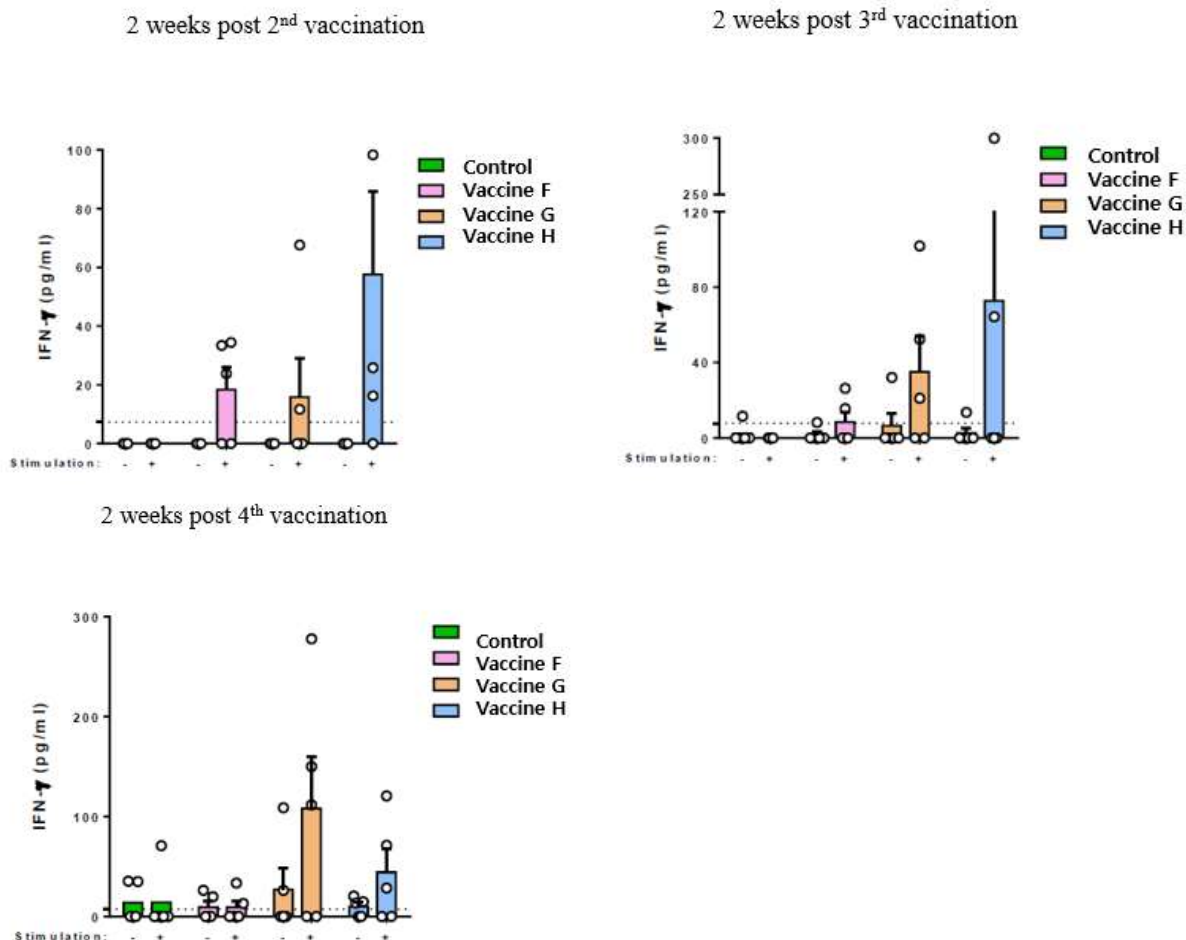 2 weeks post 2nd vaccination
100
80
60
40
20
0
IFN-γ (pg/ml)
Control
Vaccine F
Vaccine G
Vaccine H
Stimulation: - + - + - + - +
2 weeks post 3rd vaccination
300
250
120
80
40
0
IFN-γ (pg/ml)
Control
Vaccine F
Vaccine G
Vaccine H
Stimulation: - + - + - + - +
2 weeks post 4th vaccination
300
200
100
0
IFN-γ (pg/ml)
Control
Vaccine F
Vaccine G
Vaccine H
Stimulation: - + - + - + - +